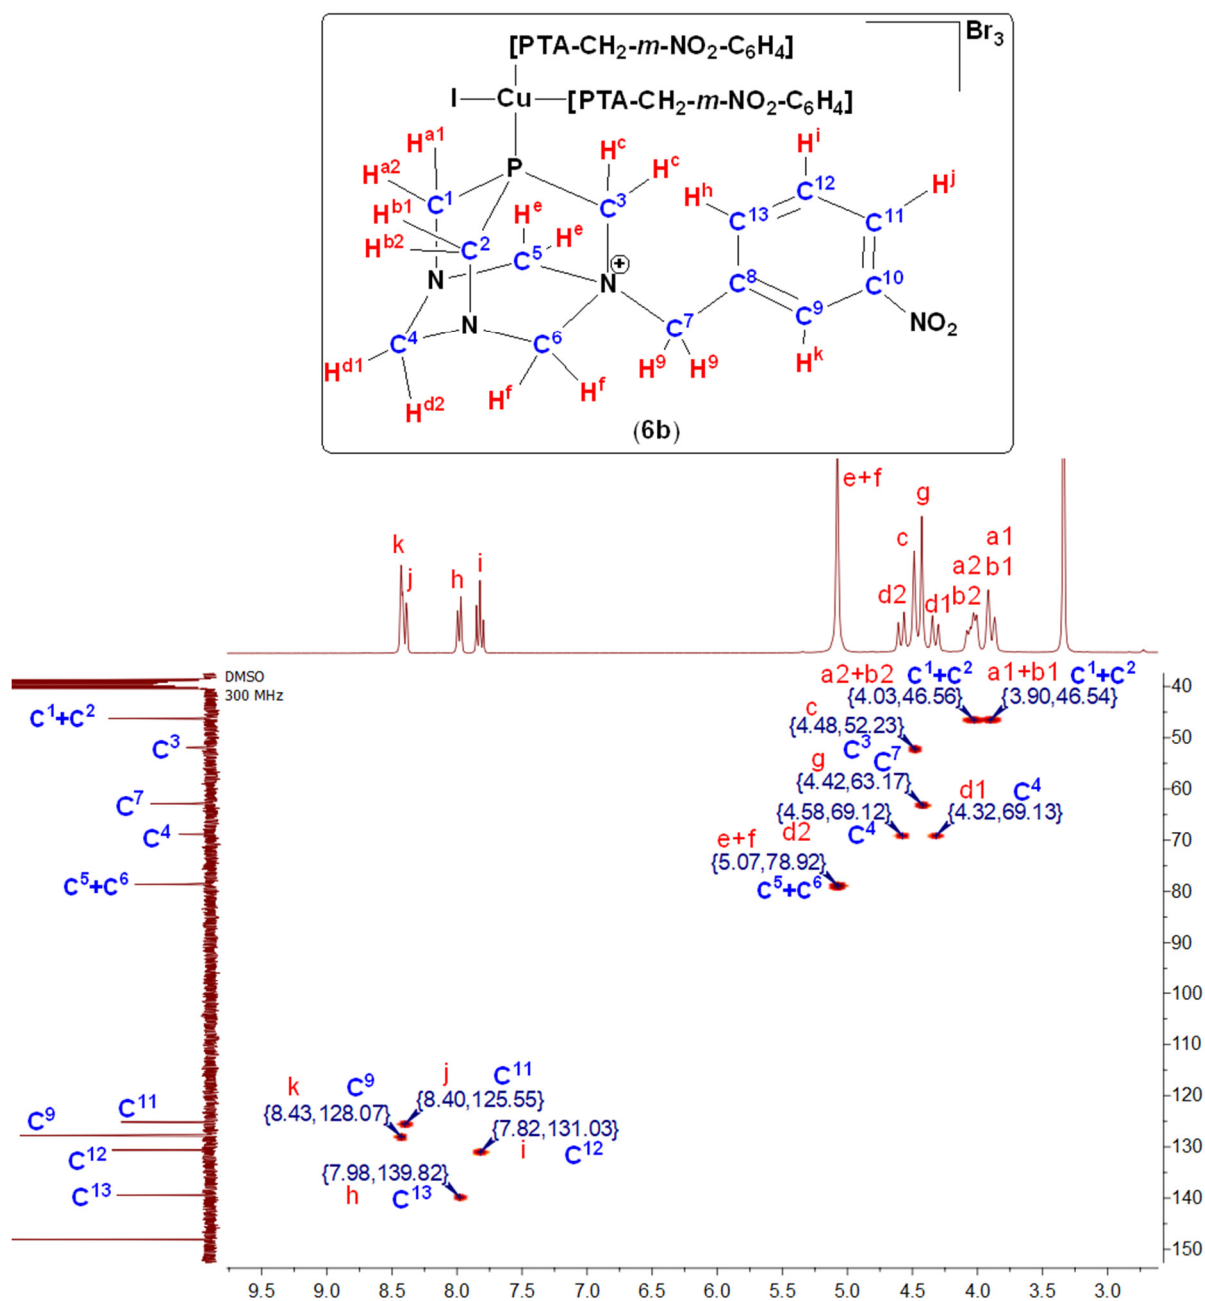 [PTA-CH2-m-NO2-C6H4]
Br3
I Cu [PTA-CH2-m-NO2-C6H4]
Ha1 P Hc Hi
Ha2 Hc C12 Hj
C1 C3 Hh C13 C11
Hb1 He
Hb2 C2 C5 He
N N + C8 C10
N C7 C9 NO2
C4 C6
Hd1 H9 H9 Hk
Hd2 Hf Hf
(6b)
e+f
g
k c a1
j h i a2 b1
d2 d1 b2
DMSO
300 MHz
a2+b2 C1+C2 a1+b1 C1+C2
{4.03,46.56} {3.90,46.54}
C1+C2
c
{4.48,52.23}
C3 C3 C7
g
{4.42,63.17} d1 C4
C7
{4.58,69.12} {4.32,69.13}
C4 e+f d2 C4
{5.07,78.92}
C5+C6 C5+C6
k C9 j C11
{8.43,128.07} {8.40,125.55}
C9 C11
{7.82,131.03}
C12 i C12
{7.98,139.82}
C13 h C13
40
50
60
70
80
90
100
110
120
130
140
150
9.5 9.0 8.5 8.0 7.5 7.0 6.5 6.0 5.5 5.0 4.5 4.0 3.5 3.0